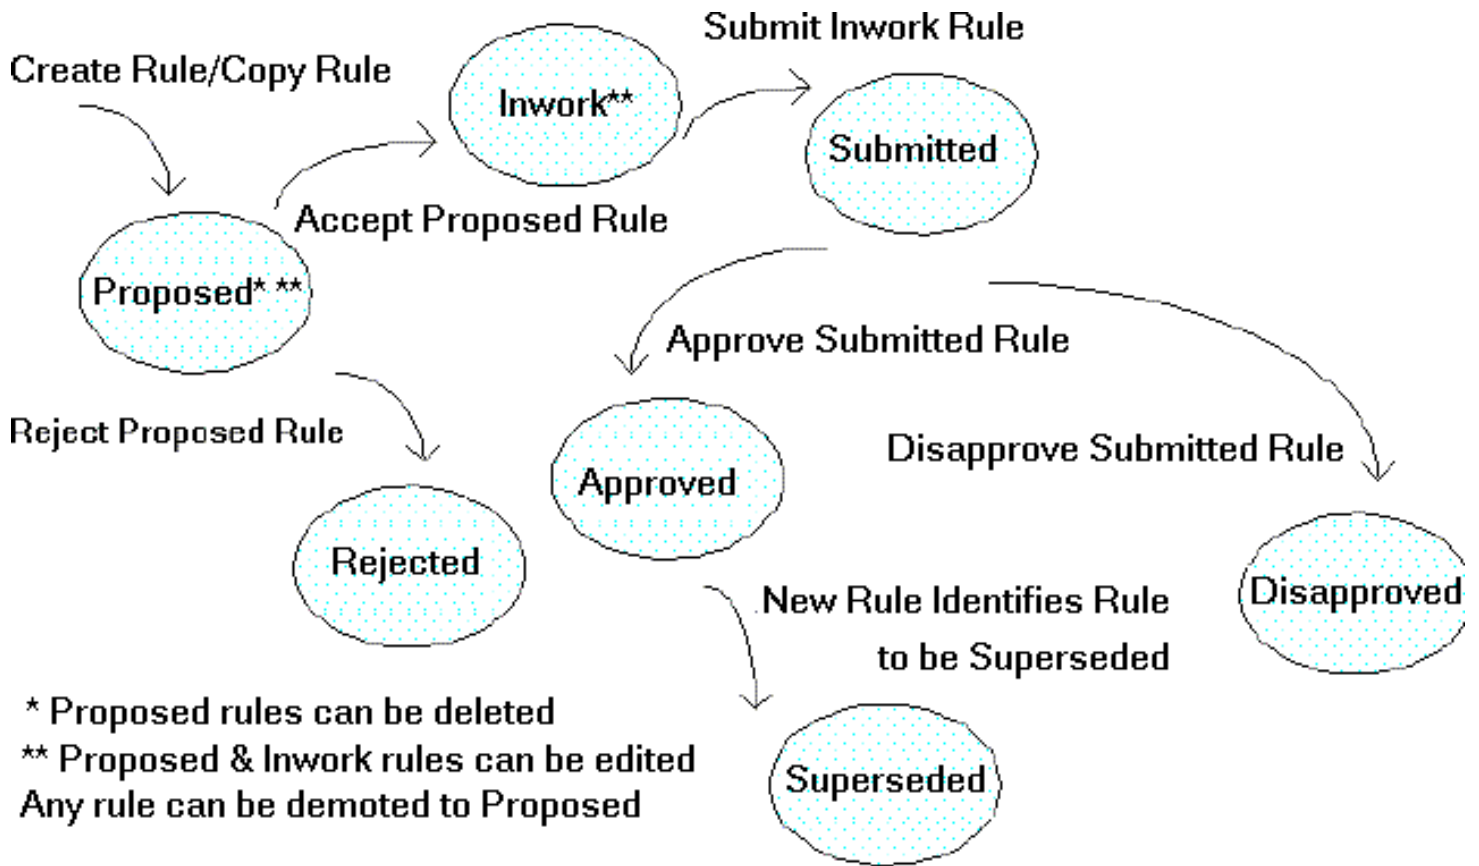 Submit Inwork Rule
Create Rule/Copy Rule
Inwork**
Submitted
Accept Proposed Rule
Proposed* **
Approve Submitted Rule
Reject Proposed Rule
Disapprove Submitted Rule
Approved
Rejected
New Rule Identifies Rule
to be Superseded
Disapproved
* Proposed rules can be deleted
** Proposed & Inwork rules can be edited
Any rule can be demoted to Proposed
Superseded